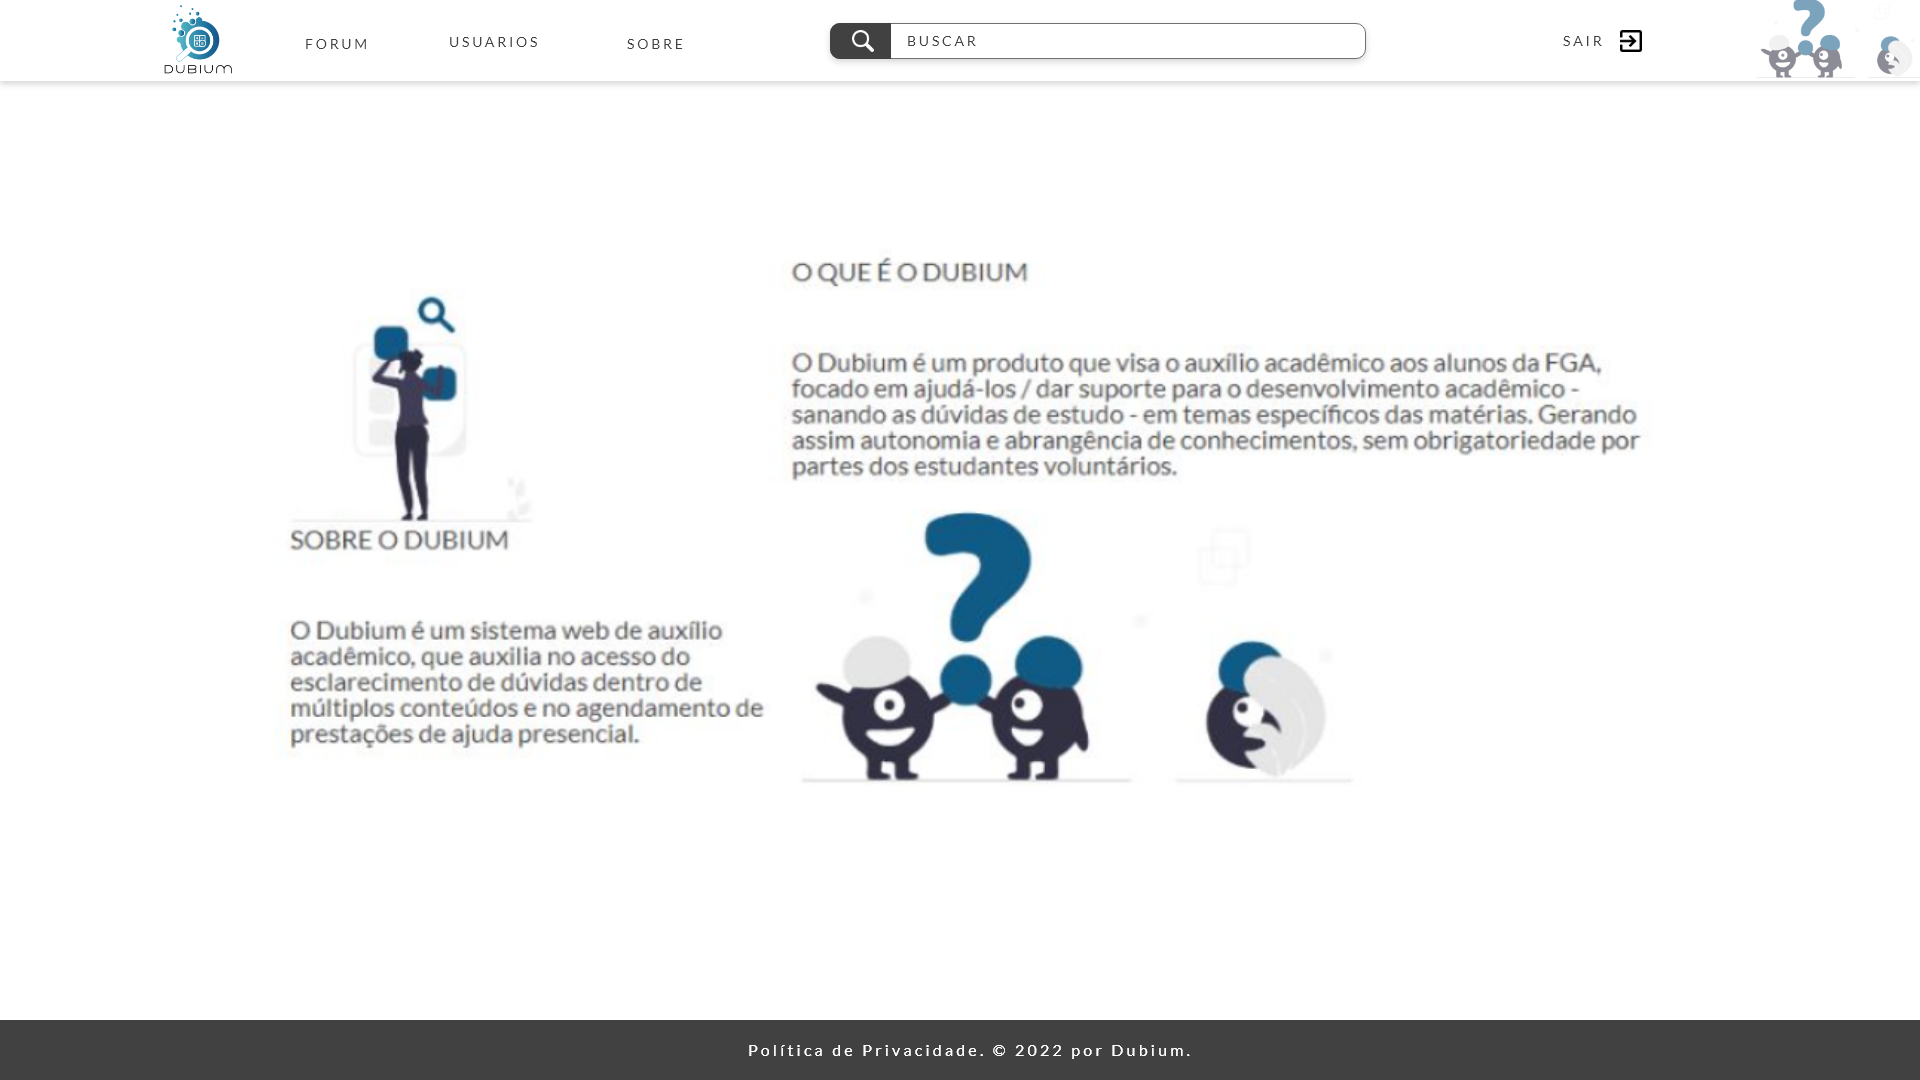 DUBIUM
FORUM
USUARIOS
SOBRE
BUSCAR
SAIR
O QUE É O DUBIUM
O Dubium é um produto que visa o auxílio acadêmico aos alunos da FGA,
focado em ajudá-los / dar suporte para o desenvolvimento acadêmico -
sanando as dúvidas de estudo - em temas específicos das matérias. Gerando
assim autonomia e abrangência de conhecimentos, sem obrigatoriedade por
partes dos estudantes voluntários.
SOBRE O DUBIUM
O Dubium é um sistema web de auxílio
acadêmico, que auxilia no acesso do
esclarecimento de dúvidas dentro de
múltiplos conteúdos e no agendamento de
prestações de ajuda presencial.
Política de Privacidade. © 2022 por Dubium.